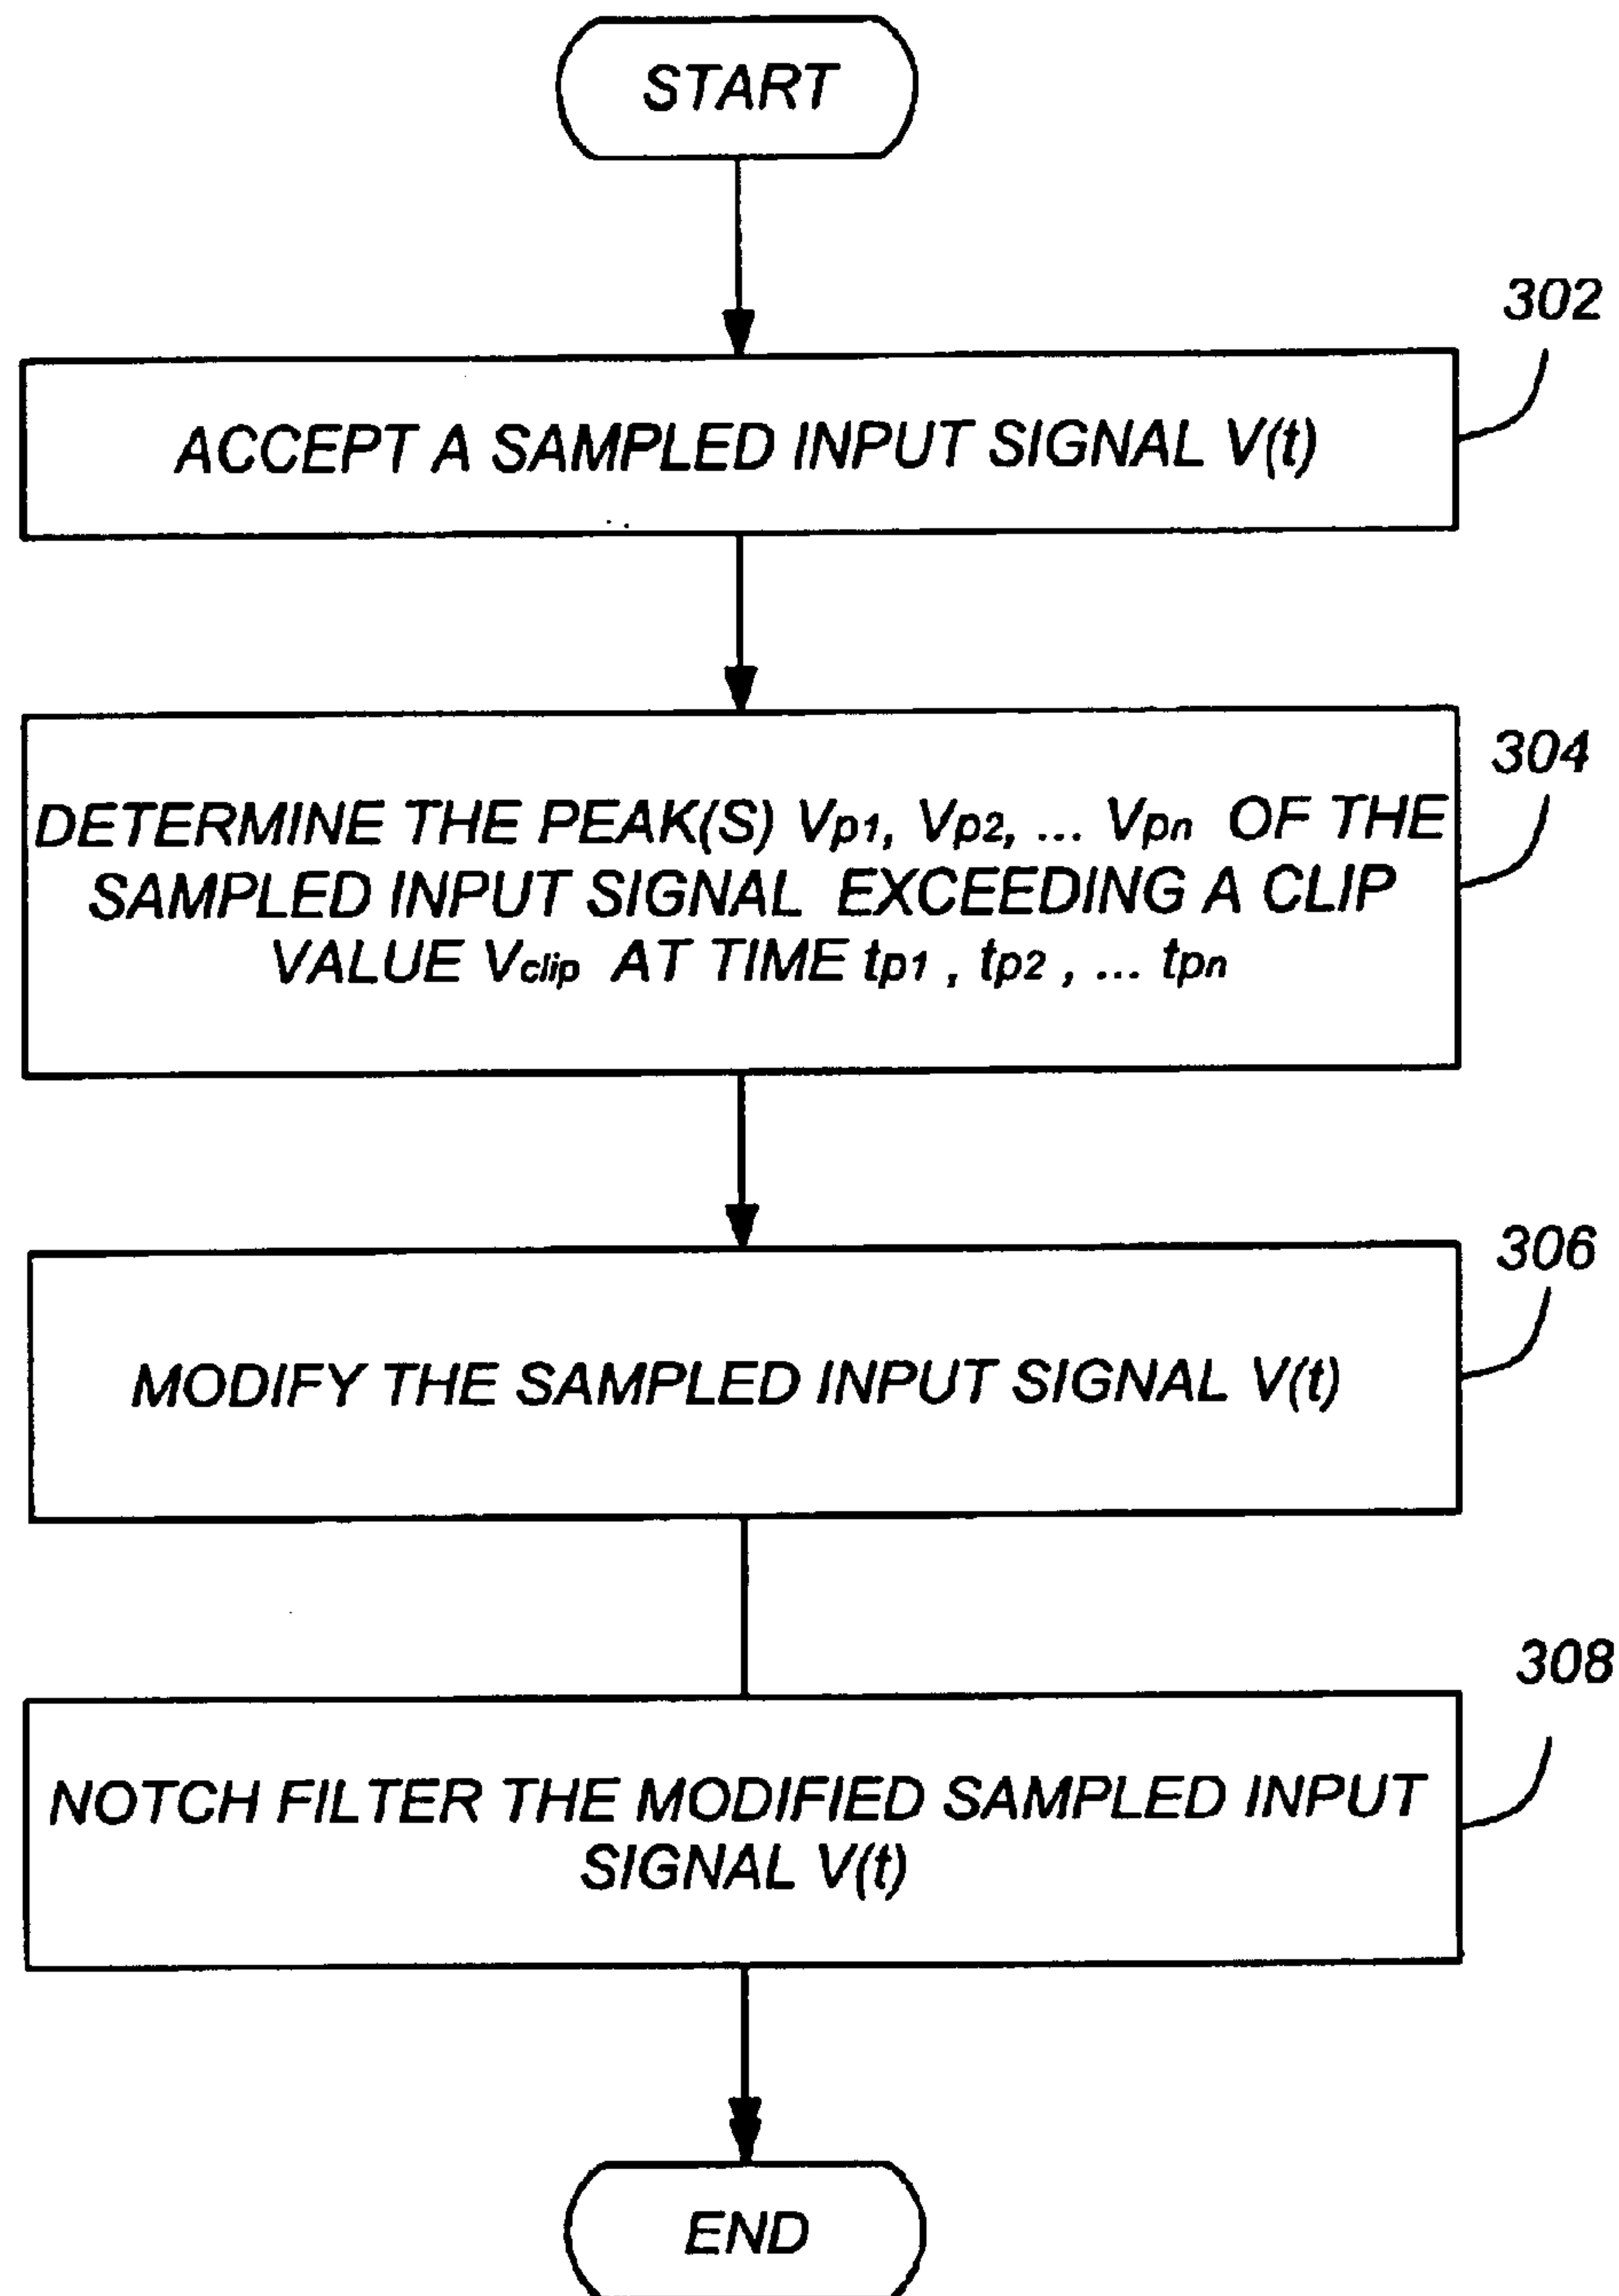 START
302
ACCEPT A SAMPLED INPUT SIGNAL V(t)
304
DETERMINE THE PEAK(S) Vp1, Vp2, ... Vpn OF THE
SAMPLED INPUT SIGNAL EXCEEDING A CLIP
VALUE Vclip AT TIME tp1 , tp2 , ... tpn
306
MODIFY THE SAMPLED INPUT SIGNAL V(t)
308
NOTCH FILTER THE MODIFIED SAMPLED INPUT
SIGNAL V(t)
END